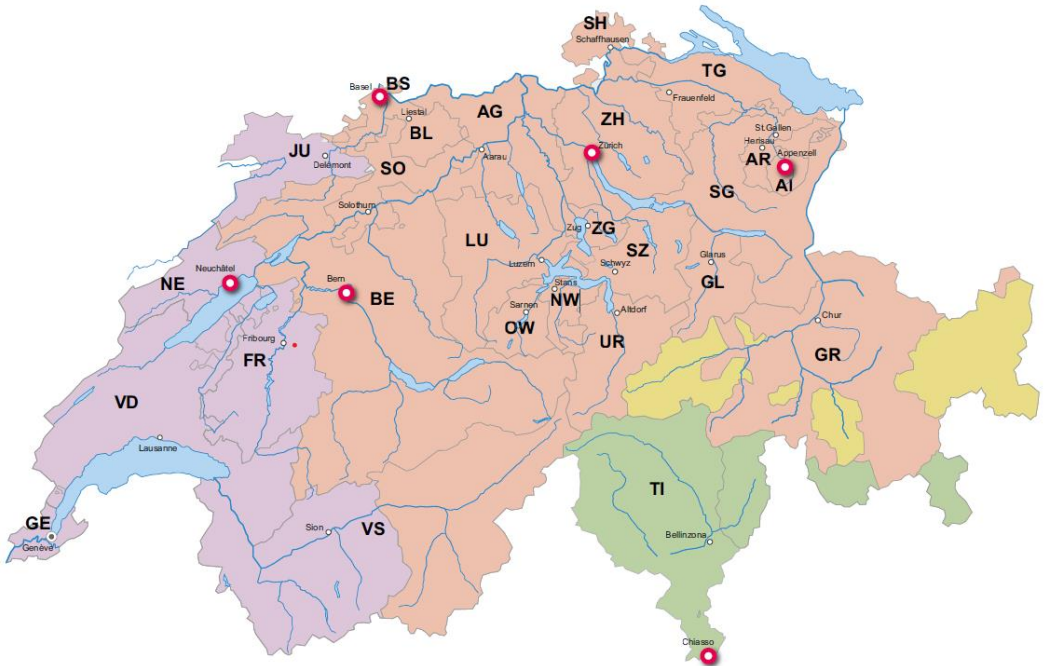 SH
Schaffhausen
TG
Basel
BS
Frauenfeld
Liestal
AG
ZH
BL
St.Gallen
Herisau
JU
Zürich
Aarau
AR
Appenzell
Delémont
SO
AI
SG
Solothurn
Zug
ZG
LU
SZ
Luzern
Glarus
Schwyz
Neuchâtel
NE
Bern
Stans
GL
BE
NW
Sarnen
Altdorf
Chur
OW
Fribourg
UR
FR
GR
VD
Lausanne
TI
GE
Sion
VS
Genève
Bellinzona
Chiasso